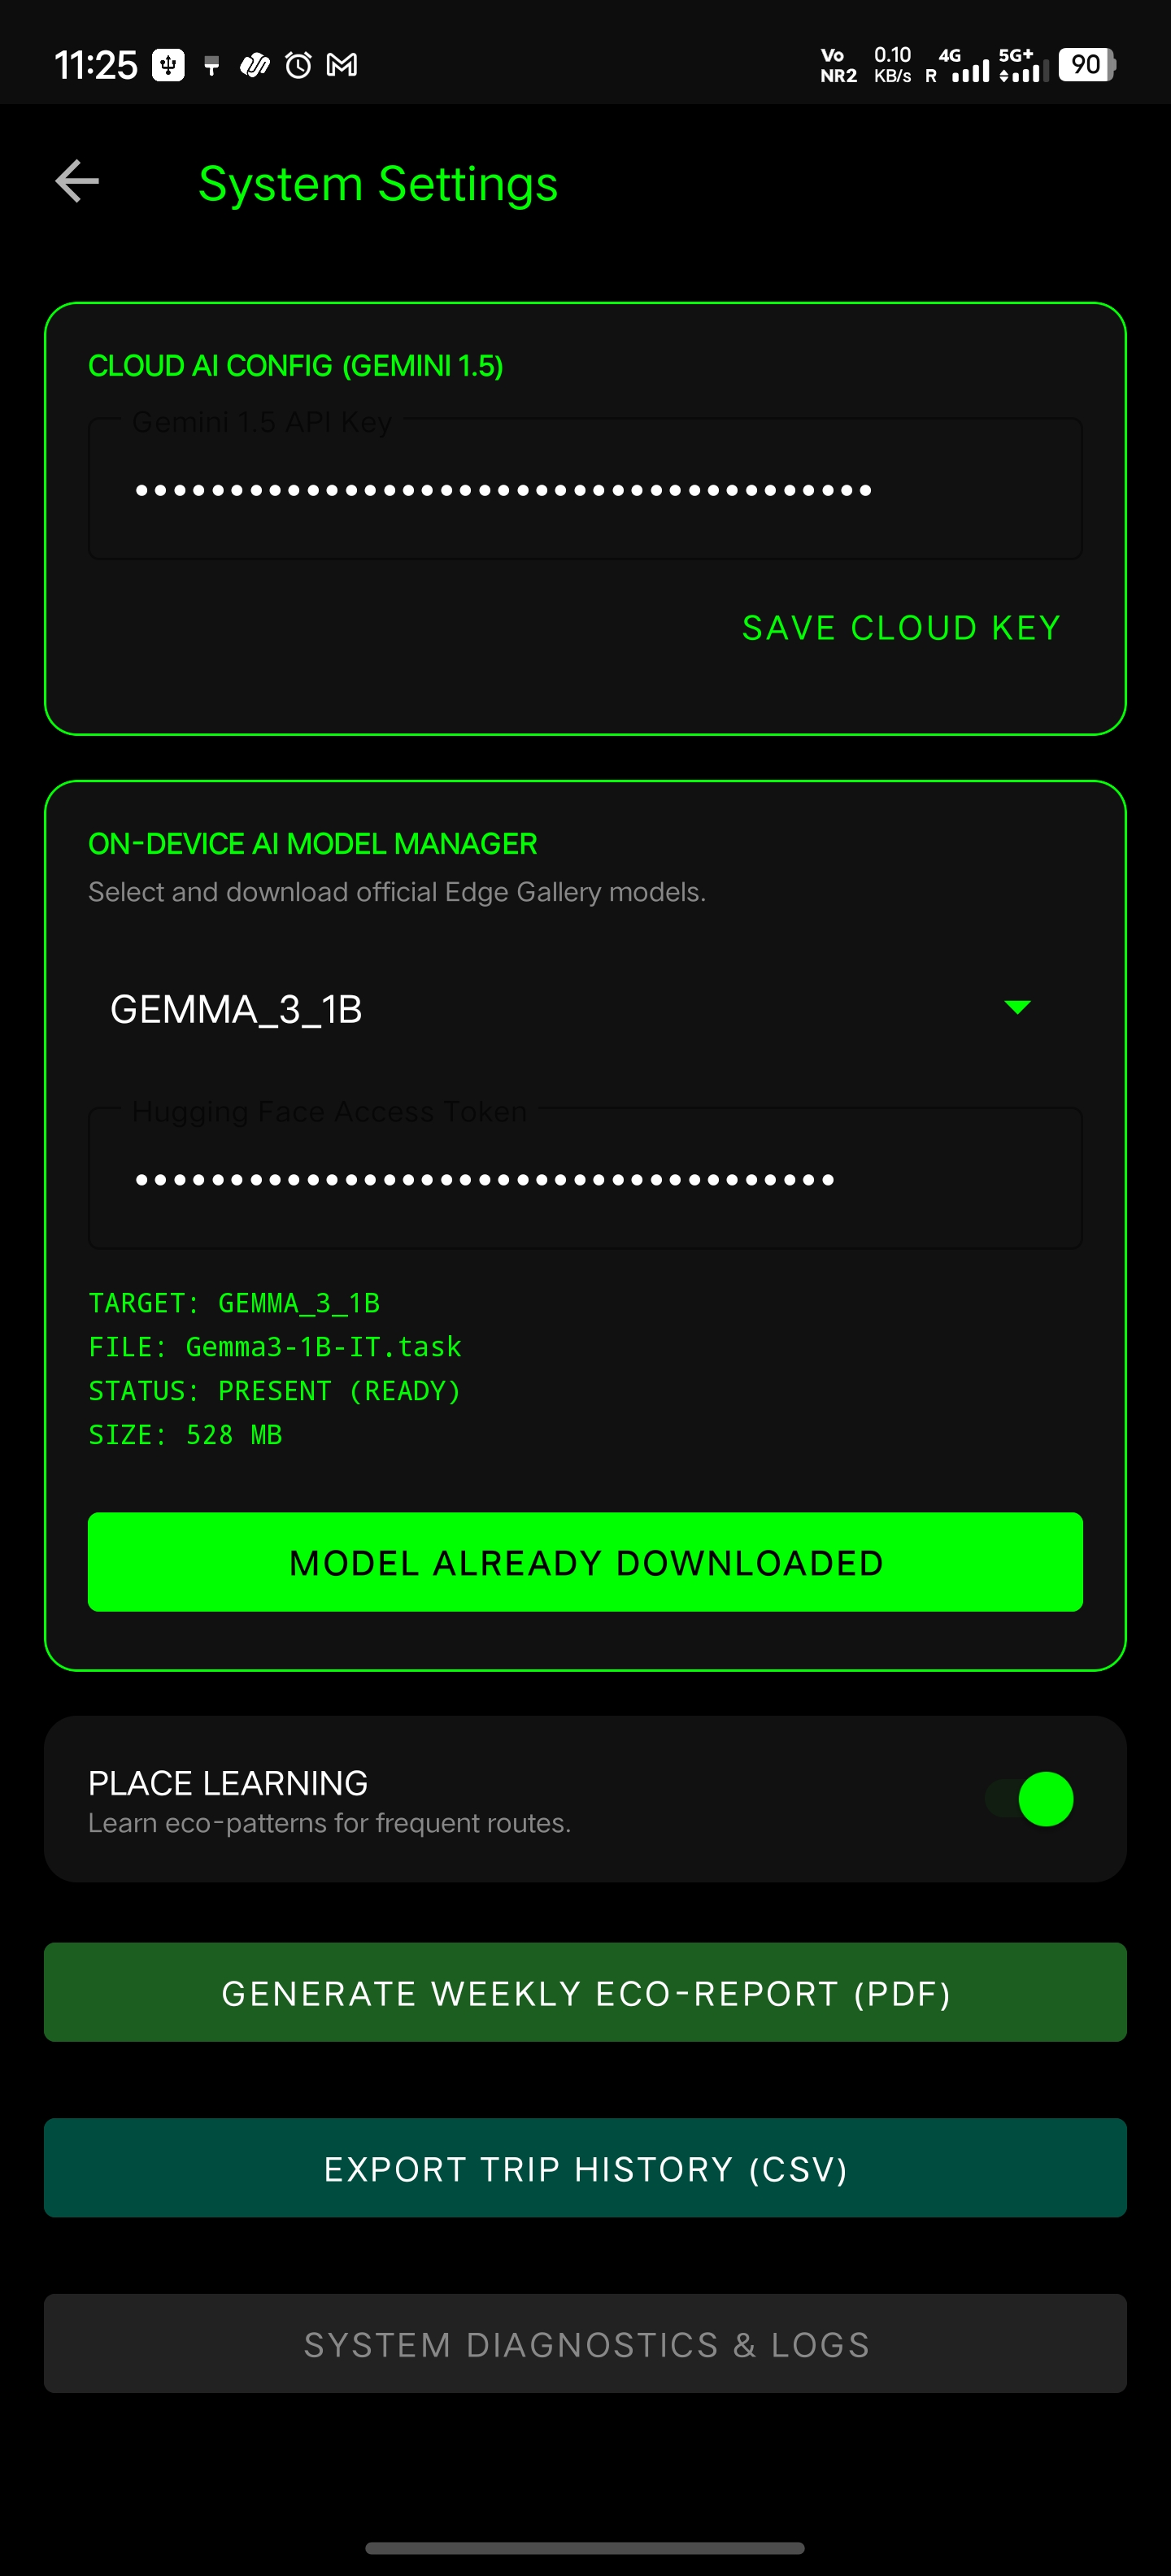 11:25
Vo
NR2
0.10
KB/s
R
4G
5G+
90
System Settings
CLOUD AI CONFIG (GEMINI 1.5)
Gemini 1.5 API Key
•••••••••••••••••••••••••••••••••••••••
SAVE CLOUD KEY
ON-DEVICE AI MODEL MANAGER
Select and download official Edge Gallery models.
GEMMA_3_1B
Hugging Face Access Token
•••••••••••••••••••••••••••••••••••••
TARGET: GEMMA_3_1B
FILE: Gemma3-1B-IT.task
STATUS: PRESENT (READY)
SIZE: 528 MB
MODEL ALREADY DOWNLOADED
PLACE LEARNING
Learn eco-patterns for frequent routes.
GENERATE WEEKLY ECO-REPORT (PDF)
EXPORT TRIP HISTORY (CSV)
SYSTEM DIAGNOSTICS & LOGS